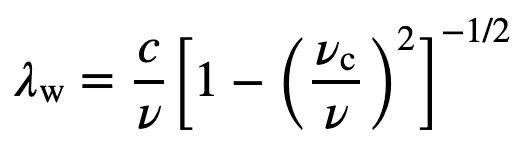 λ_w = c/ν [1 − (ν_c/ν)²]^{−1/2}